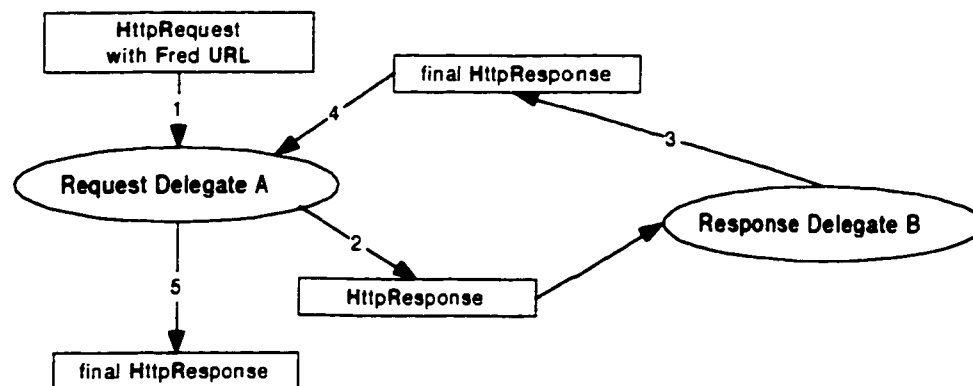 HttpRequest
with Fred URL
final HttpResponse
1
4
3
Request Delegate A
Response Delegate B
2
HttpResponse
5
final HttpResponse